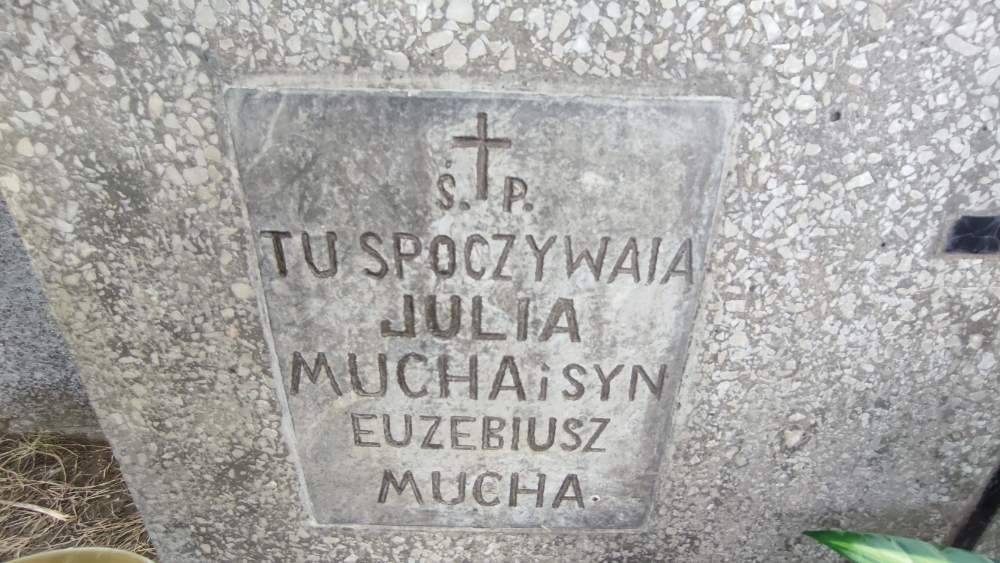 Ś. P.
TU SPOCZYWAIA
JULIA
MUCHA i SYN
EUZEBIUSZ
MUCHA.